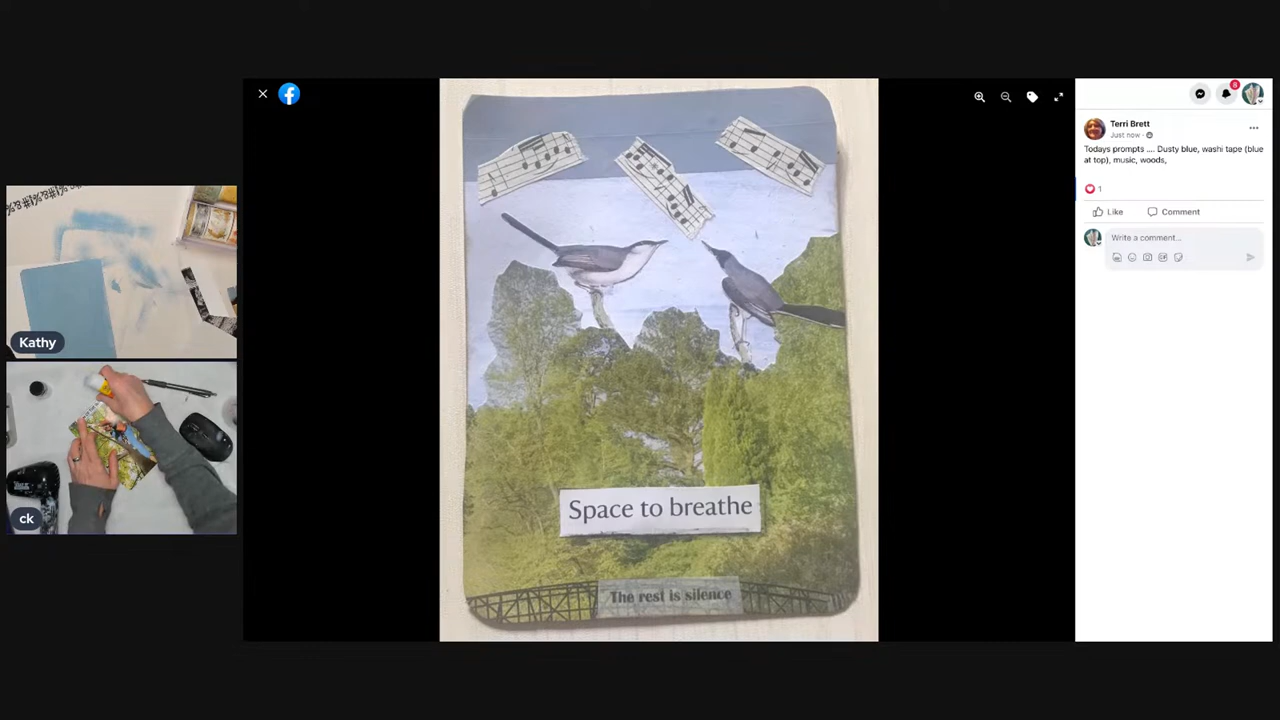 #&%!#&%!#&%
Kathy
ck
Space to breathe
The rest is silence
8
Terri Brett
Just now
Todays prompts .... Dusty blue, washi tape (blue
at top), music, woods,
1
Like
Comment
Write a comment...